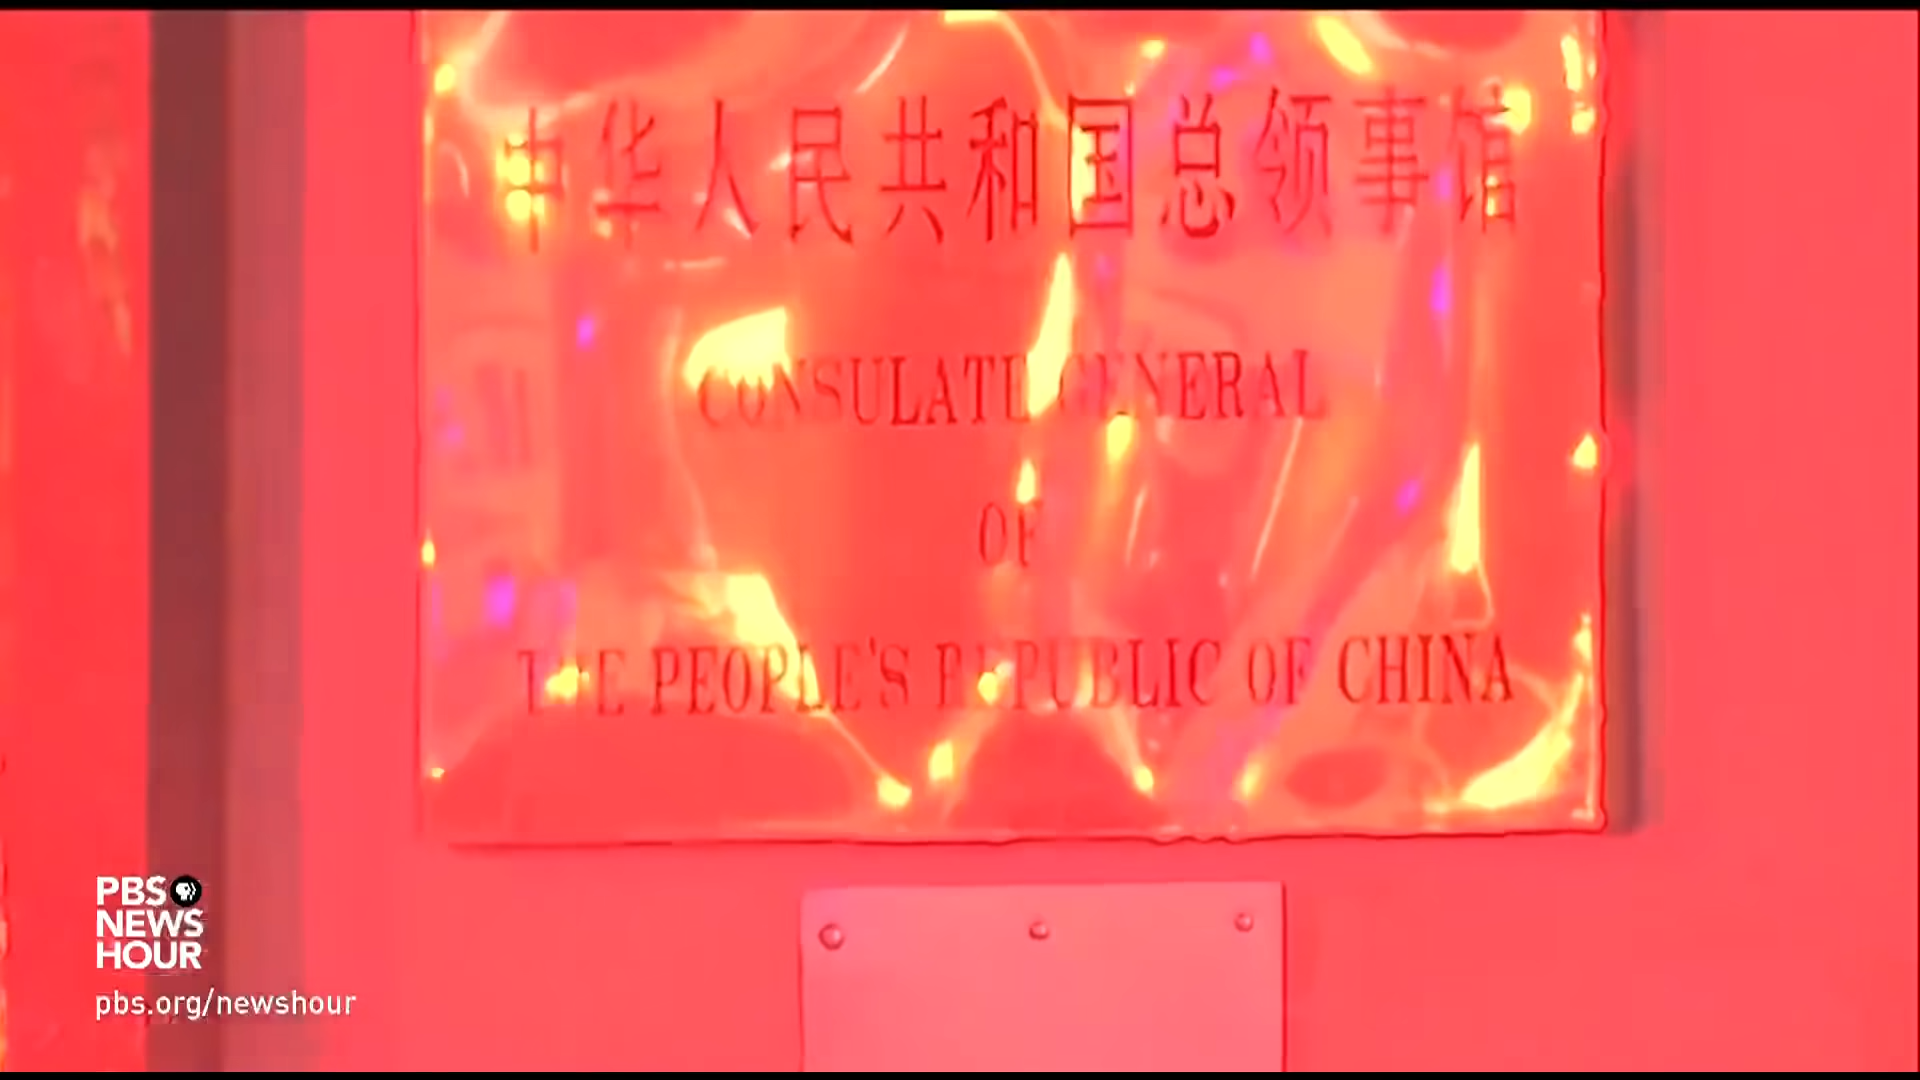 中华人民共和国总领事馆
CONSULATE GENERAL
OF
THE PEOPLE'S REPUBLIC OF CHINA
PBS
NEWS
HOUR
pbs.org/newshour